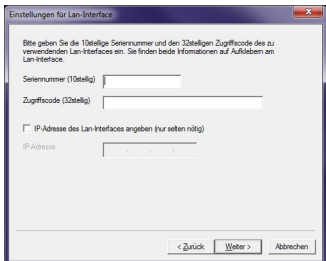 Einstellungen für Lan-Interface
Bitte geben Sie die 10stellige Seriennummer und den 32stelligen Zugriffscode des zu
verwendenden Lan-Interfaces ein. Sie finden beide Informationen auf Aufklebern am
Lan-Interface.
Seriennummer (10stellig)
Zugriffscode (32stellig)
IP-Adresse des Lan-Interfaces angeben (nur selten nötig)
IP-Adresse
< Zurück Weiter > Abbrechen